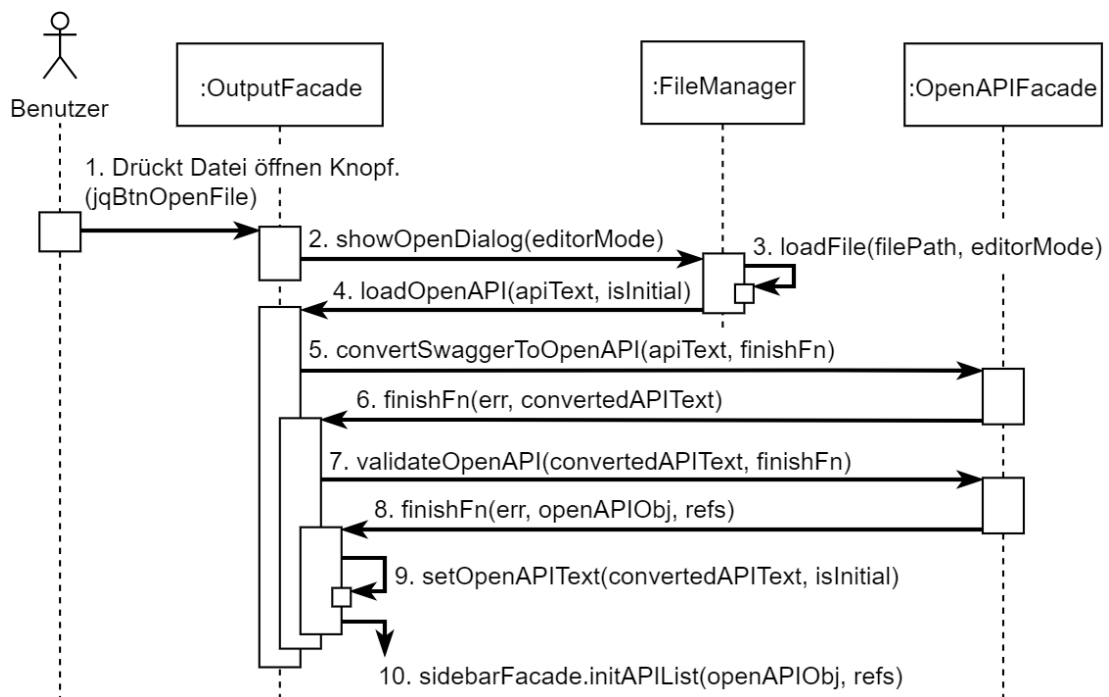 :OutputFacade
:FileManager
:OpenAPIFacade
Benutzer
1. Drückt Datei öffnen Knopf.
(jqBtnOpenFile)
2. showOpenDialog(editorMode)
3. loadFile(filePath, editorMode)
4. loadOpenAPI(apiText, isInitial)
5. convertSwaggerToOpenAPI(apiText, finishFn)
6. finishFn(err, convertedAPIText)
7. validateOpenAPI(convertedAPIText, finishFn)
8. finishFn(err, openAPIObj, refs)
9. setOpenAPIText(convertedAPIText, isInitial)
10. sidebarFacade.initAPIList(openAPIObj, refs)